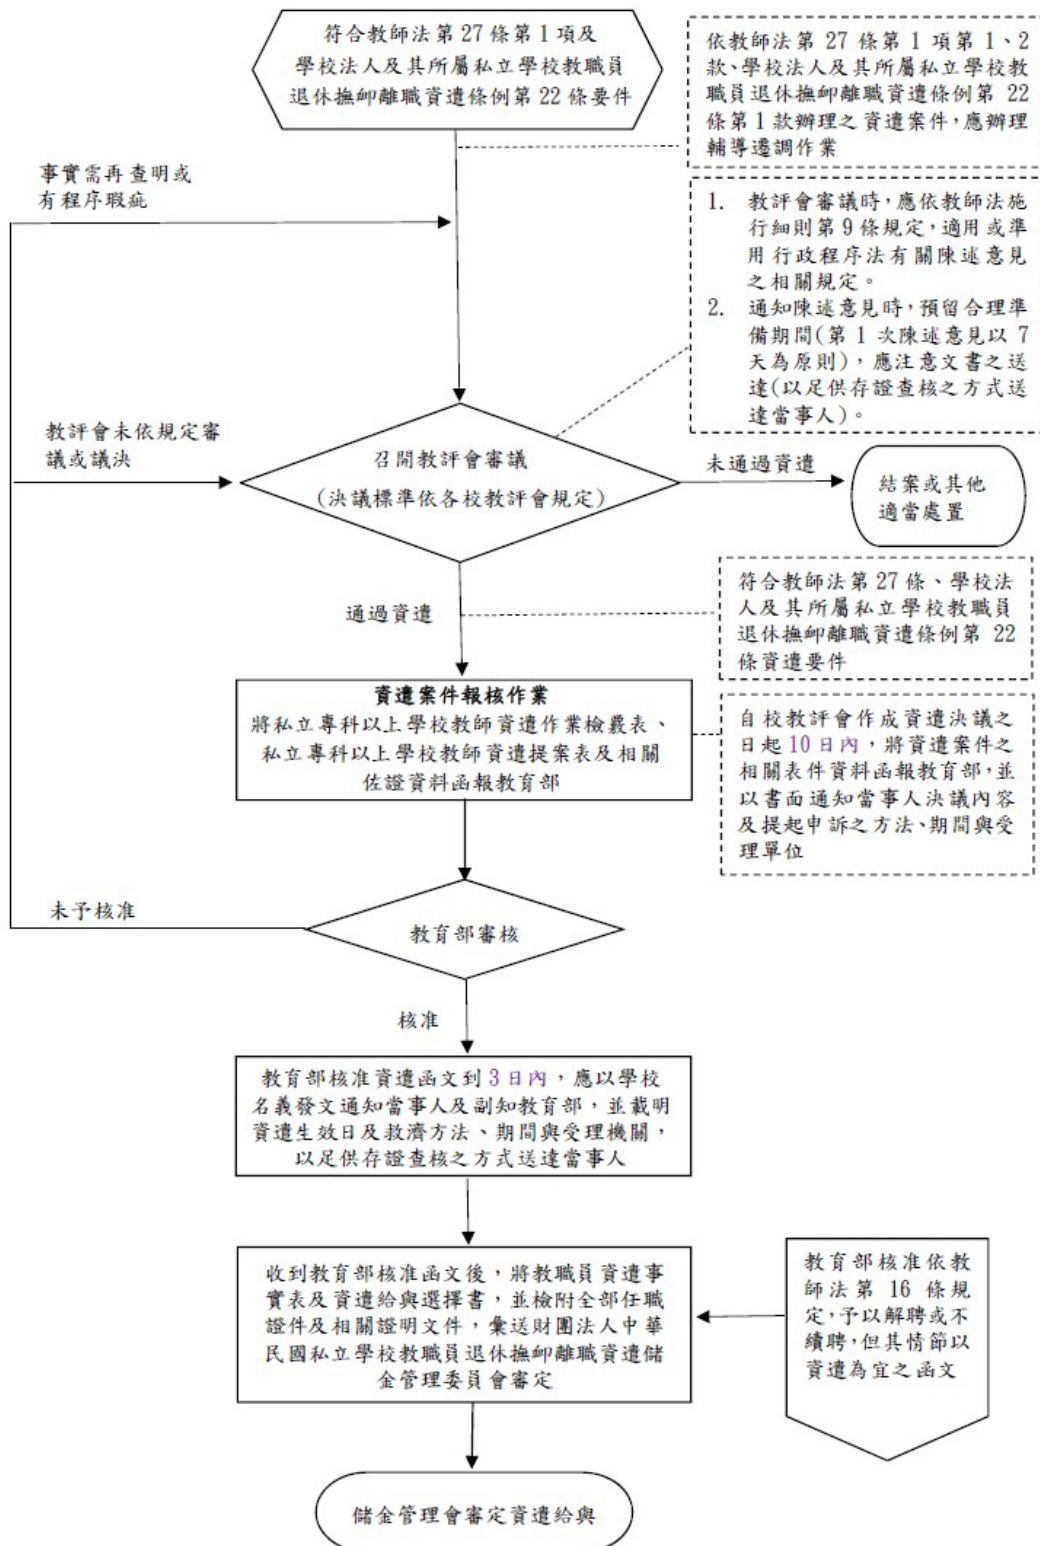 符合教師法第 27 條第 1 項及
學校法人及其所屬私立學校教職員
退休撫卹離職資遣條例第 22 條要件
依教師法第 27 條第 1 項第 1、2
款、學校法人及其所屬私立學校教
職員退休撫卹離職資遣條例第 22
條第 1 款辦理之資遣案件，應辦理
輔導遷調作業
事實需再查明或
有程序瑕疵
1. 教評會審議時，應依教師法施
行細則第 9 條規定，適用或準
用行政程序法有關陳述意見
之相關規定。
2. 通知陳述意見時，預留合理準
備期間(第 1 次陳述意見以 7
天為原則)，應注意文書之送
達(以足供存證查核之方式送
達當事人)。
教評會未依規定審
議或議決
召開教評會審議
(決議標準依各校教評會規定)
未通過資遣
結案或其他
適當處置
通過資遣
符合教師法第 27 條、學校法
人及其所屬私立學校教職員
退休撫卹離職資遣條例第 22
條資遣要件
資遣案件報核作業
將私立專科以上學校教師資遣作業檢覈表、
私立專科以上學校教師資遣提案表及相關
佐證資料函報教育部
自校教評會作成資遣決議之
日起 10 日內，將資遣案件之
相關表件資料函報教育部，並
以書面通知當事人決議內容
及提起申訴之方法、期間與受
理單位
未予核准
教育部審核
核准
教育部核准資遣函文到 3 日內，應以學校
名義發文通知當事人及副知教育部，並載明
資遣生效日及救濟方法、期間與受理機關，
以足供存證查核之方式送達當事人
收到教育部核准函文後，將教職員資遣事
實表及資遣給與選擇書，並檢附全部任職
證件及相關證明文件，彙送財團法人中華
民國私立學校教職員退休撫卹離職資遣儲
金管理委員會審定
教育部核准依教
師法第 16 條規
定，予以解聘或不
續聘，但其情節以
資遣為宜之函文
儲金管理會審定資遣給與